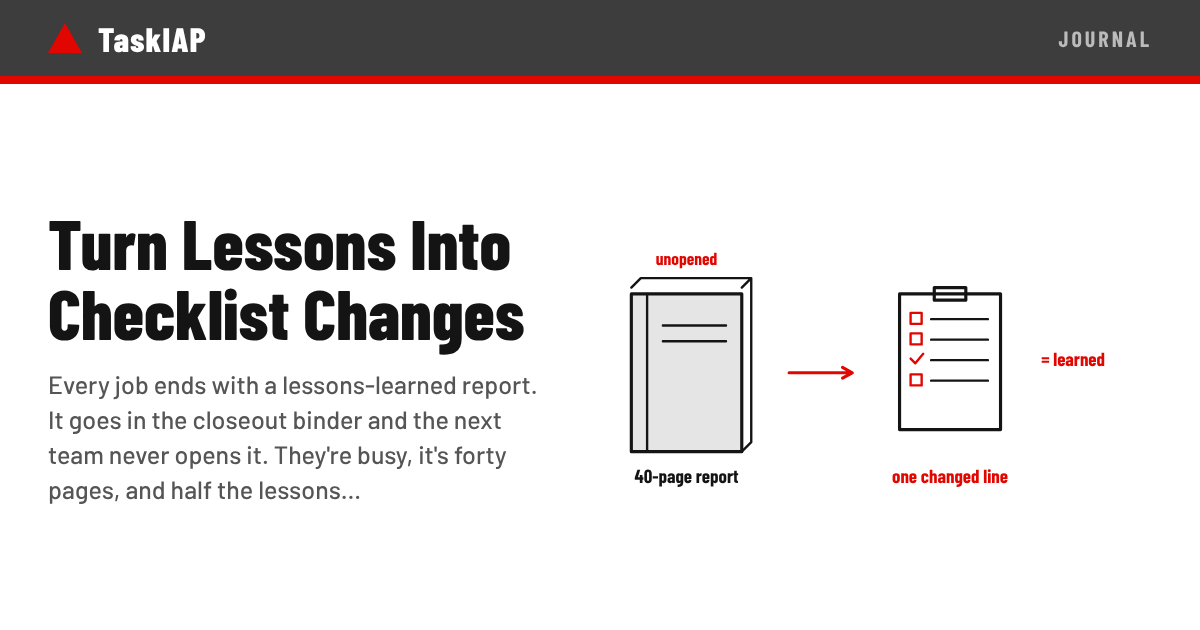 TaskIAP
JOURNAL
Turn Lessons Into
Checklist Changes
Every job ends with a lessons-learned report.
It goes in the closeout binder and the next
team never opens it. They're busy, it's forty
pages, and half the lessons...
unopened
40-page report
= learned
one changed line